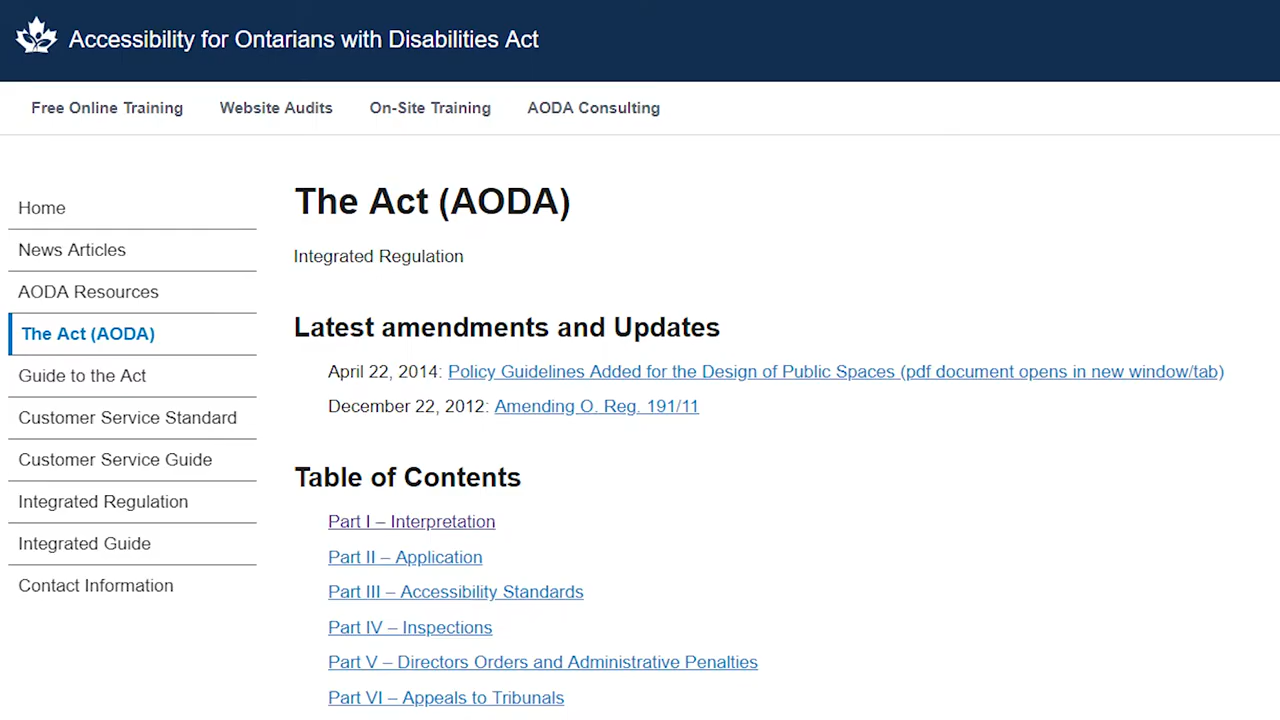 Accessibility for Ontarians with Disabilities Act
Free Online Training
Website Audits
On-Site Training
AODA Consulting
Home
News Articles
AODA Resources
The Act (AODA)
Guide to the Act
Customer Service Standard
Customer Service Guide
Integrated Regulation
Integrated Guide
Contact Information
The Act (AODA)
Integrated Regulation
Latest amendments and Updates
April 22, 2014: Policy Guidelines Added for the Design of Public Spaces (pdf document opens in new window/tab)
December 22, 2012: Amending O. Reg. 191/11
Table of Contents
Part I – Interpretation
Part II – Application
Part III – Accessibility Standards
Part IV – Inspections
Part V – Directors Orders and Administrative Penalties
Part VI – Appeals to Tribunals